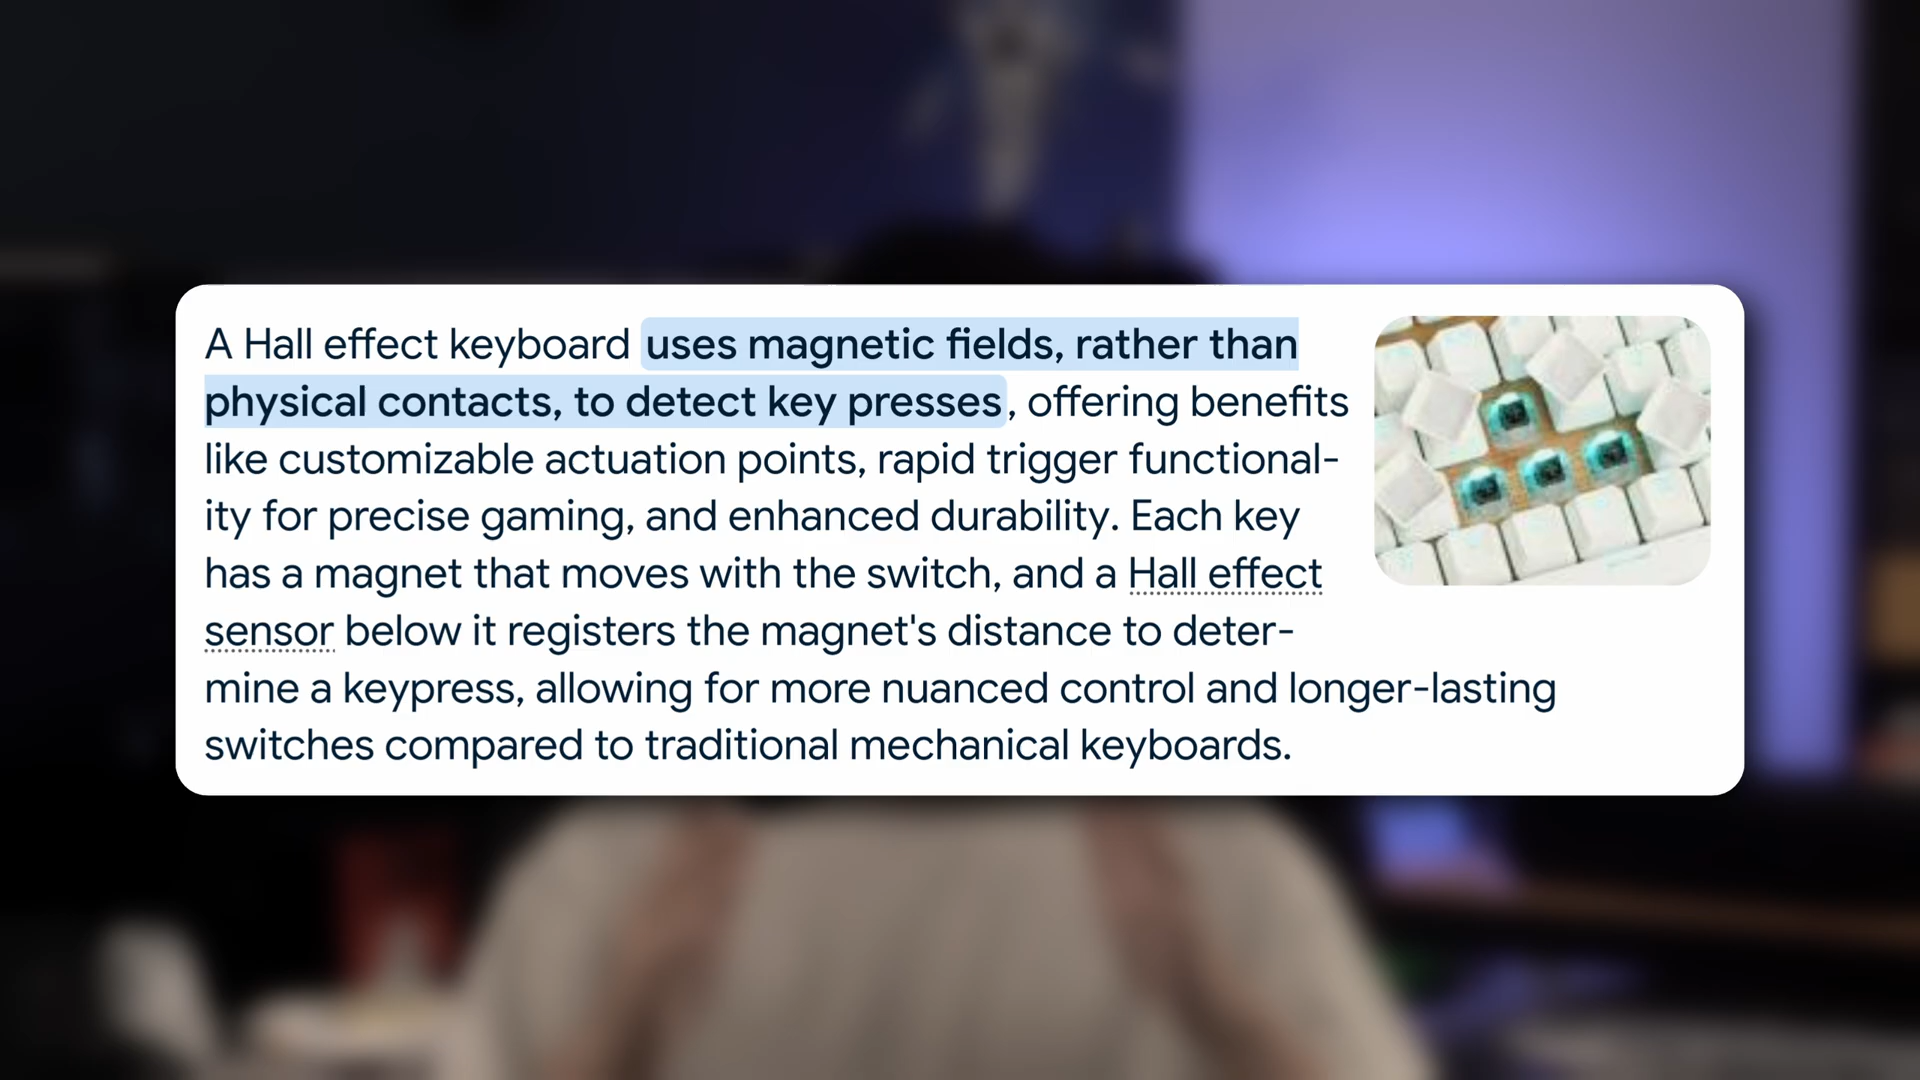 A Hall effect keyboard uses magnetic fields, rather than
physical contacts, to detect key presses, offering benefits
like customizable actuation points, rapid trigger functional-
ity for precise gaming, and enhanced durability. Each key
has a magnet that moves with the switch, and a Hall effect
sensor below it registers the magnet's distance to deter-
mine a keypress, allowing for more nuanced control and longer-lasting
switches compared to traditional mechanical keyboards.